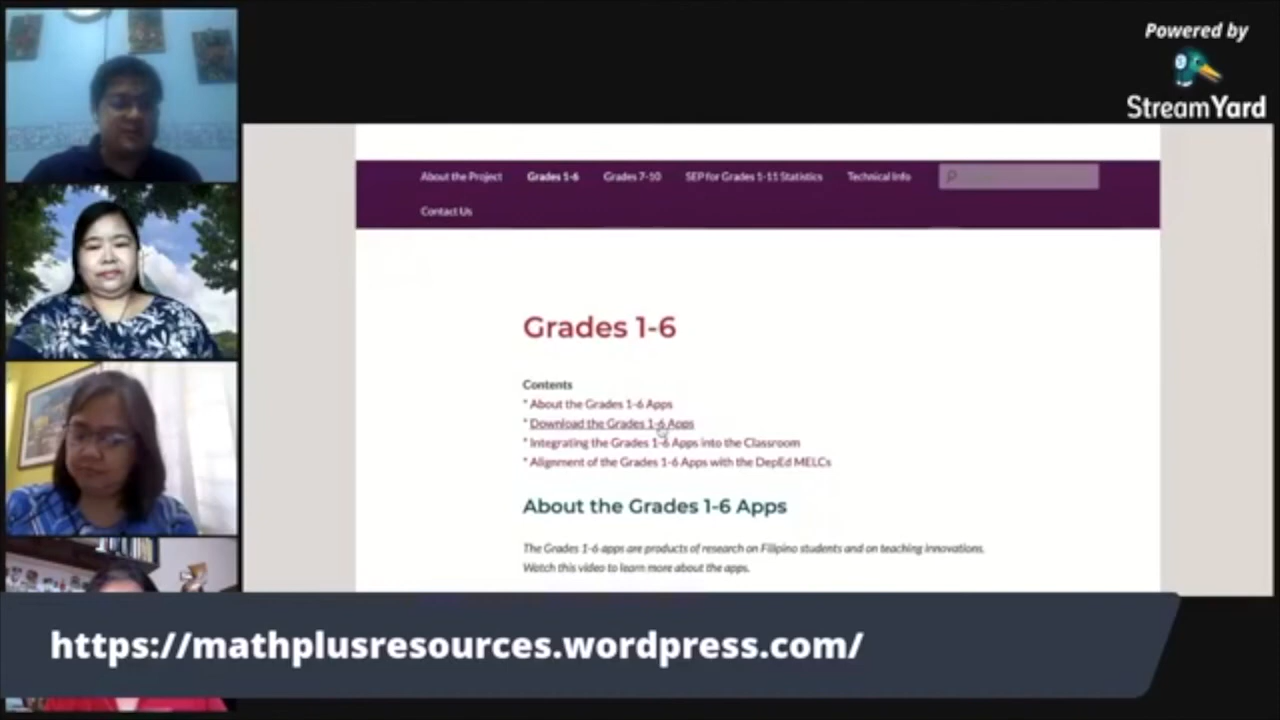 Powered by
StreamYard
About the Project Grades 1-6 Grades 7-10 SEP for Grades 1-11 Statistics Technical Info
Contact Us
Grades 1-6
Contents
* About the Grades 1-6 Apps
* Download the Grades 1-6 Apps
* Integrating the Grades 1-6 Apps into the Classroom
* Alignment of the Grades 1-6 Apps with the DepEd MELCs
About the Grades 1-6 Apps
The Grades 1-6 apps are products of research on Filipino students and on teaching innovations.
Watch this video to learn more about the apps.
https://mathplusresources.wordpress.com/